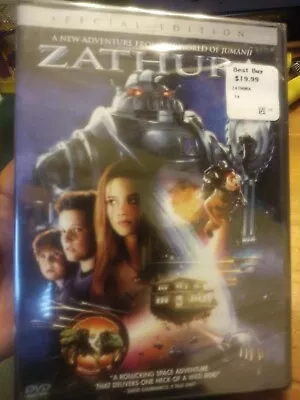 SPECIAL EDITION
A NEW ADVENTURE FROM WORLD OF JUMANJI
ZATHUR
Best Buy
$19.99
ZATHURA
"A ROLLICKING SPACE ADVENTURE
THAT DELIVERS ONE HECK OF A WILD RIDE!"
DVD